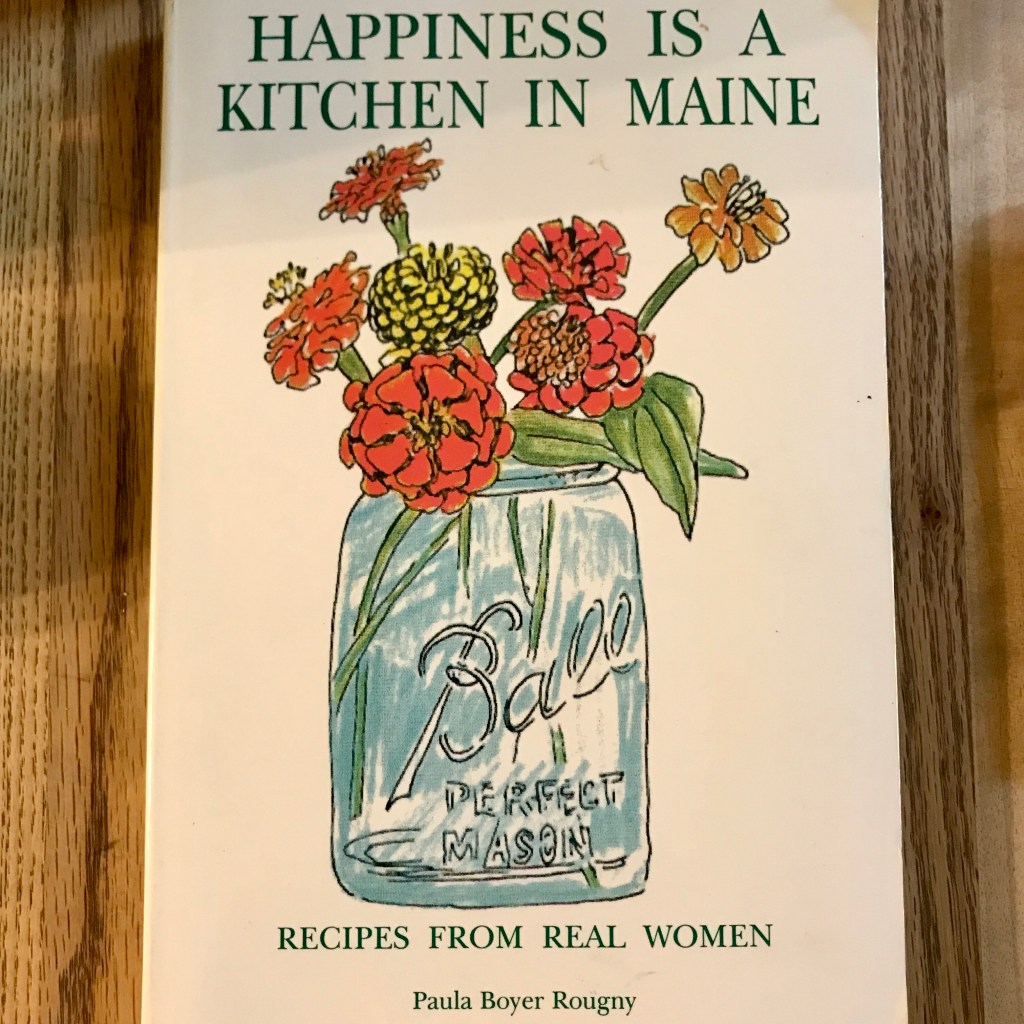 HAPPINESS IS A
KITCHEN IN MAINE
Ball
PERFECT
MASON
RECIPES FROM REAL WOMEN
Paula Boyer Rougny